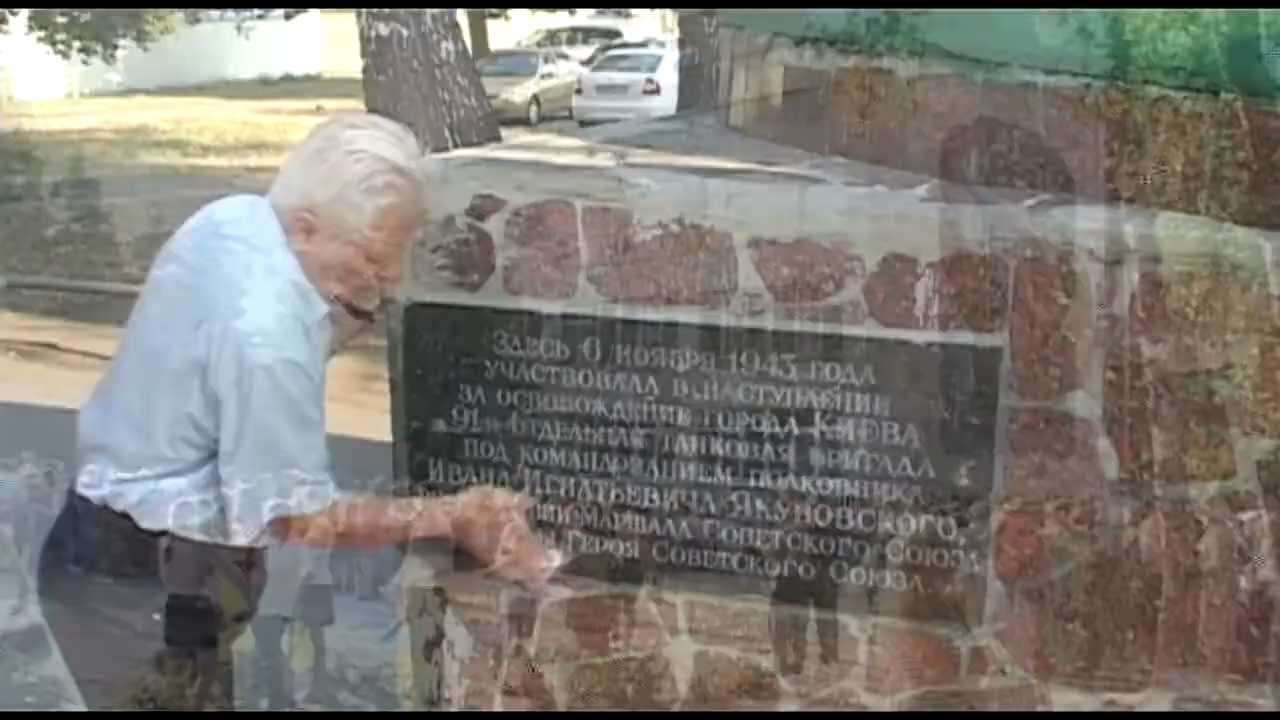 Здесь 6 ноября 1943 года
участвовала в наступлении
за освобождение города Киева
91я отдельная танковая бригада
под командованием полковника
Ивана Игнатьевича Якубовского,
маршала Советского Союза
Героя Советского Союза